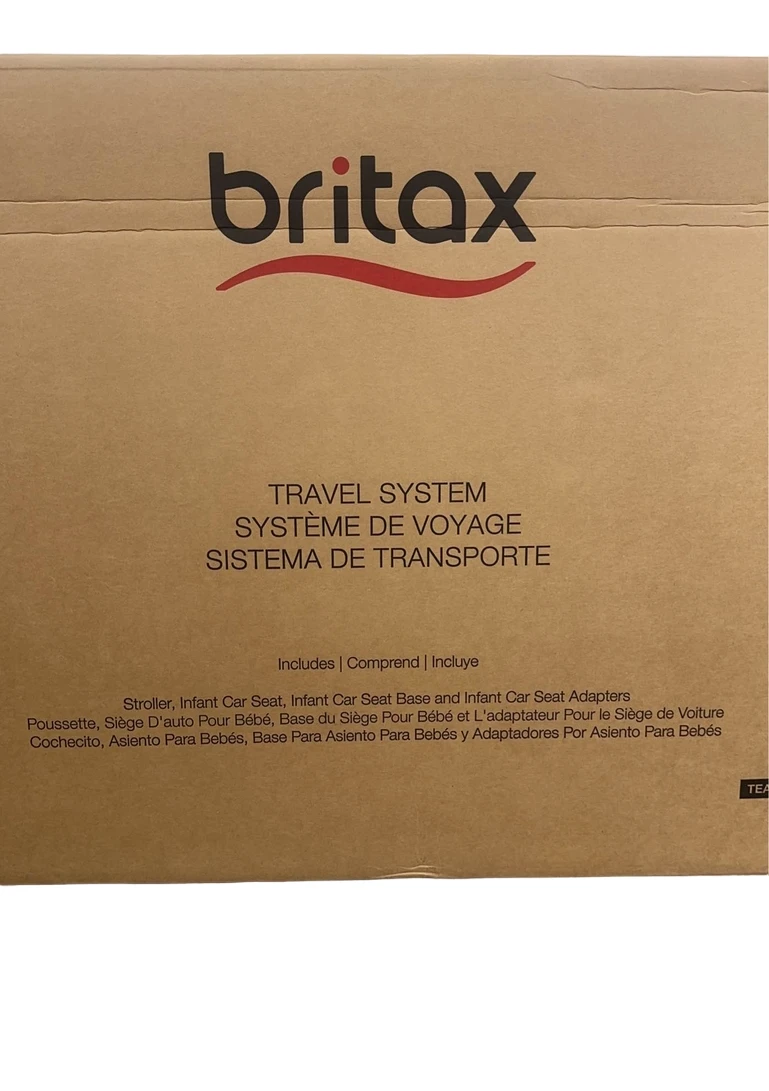 britax
TRAVEL SYSTEM
SYSTÈME DE VOYAGE
SISTEMA DE TRANSPORTE
Includes | Comprend | Incluye
Stroller, Infant Car Seat, Infant Car Seat Base and Infant Car Seat Adapters
Poussette, Siège D'auto Pour Bébé, Base du Siège Pour Bébé et L'adaptateur Pour le Siège de Voiture
Cochecito, Asiento Para Bebés, Base Para Asiento Para Bebés y Adaptadores Por Asiento Para Bebés